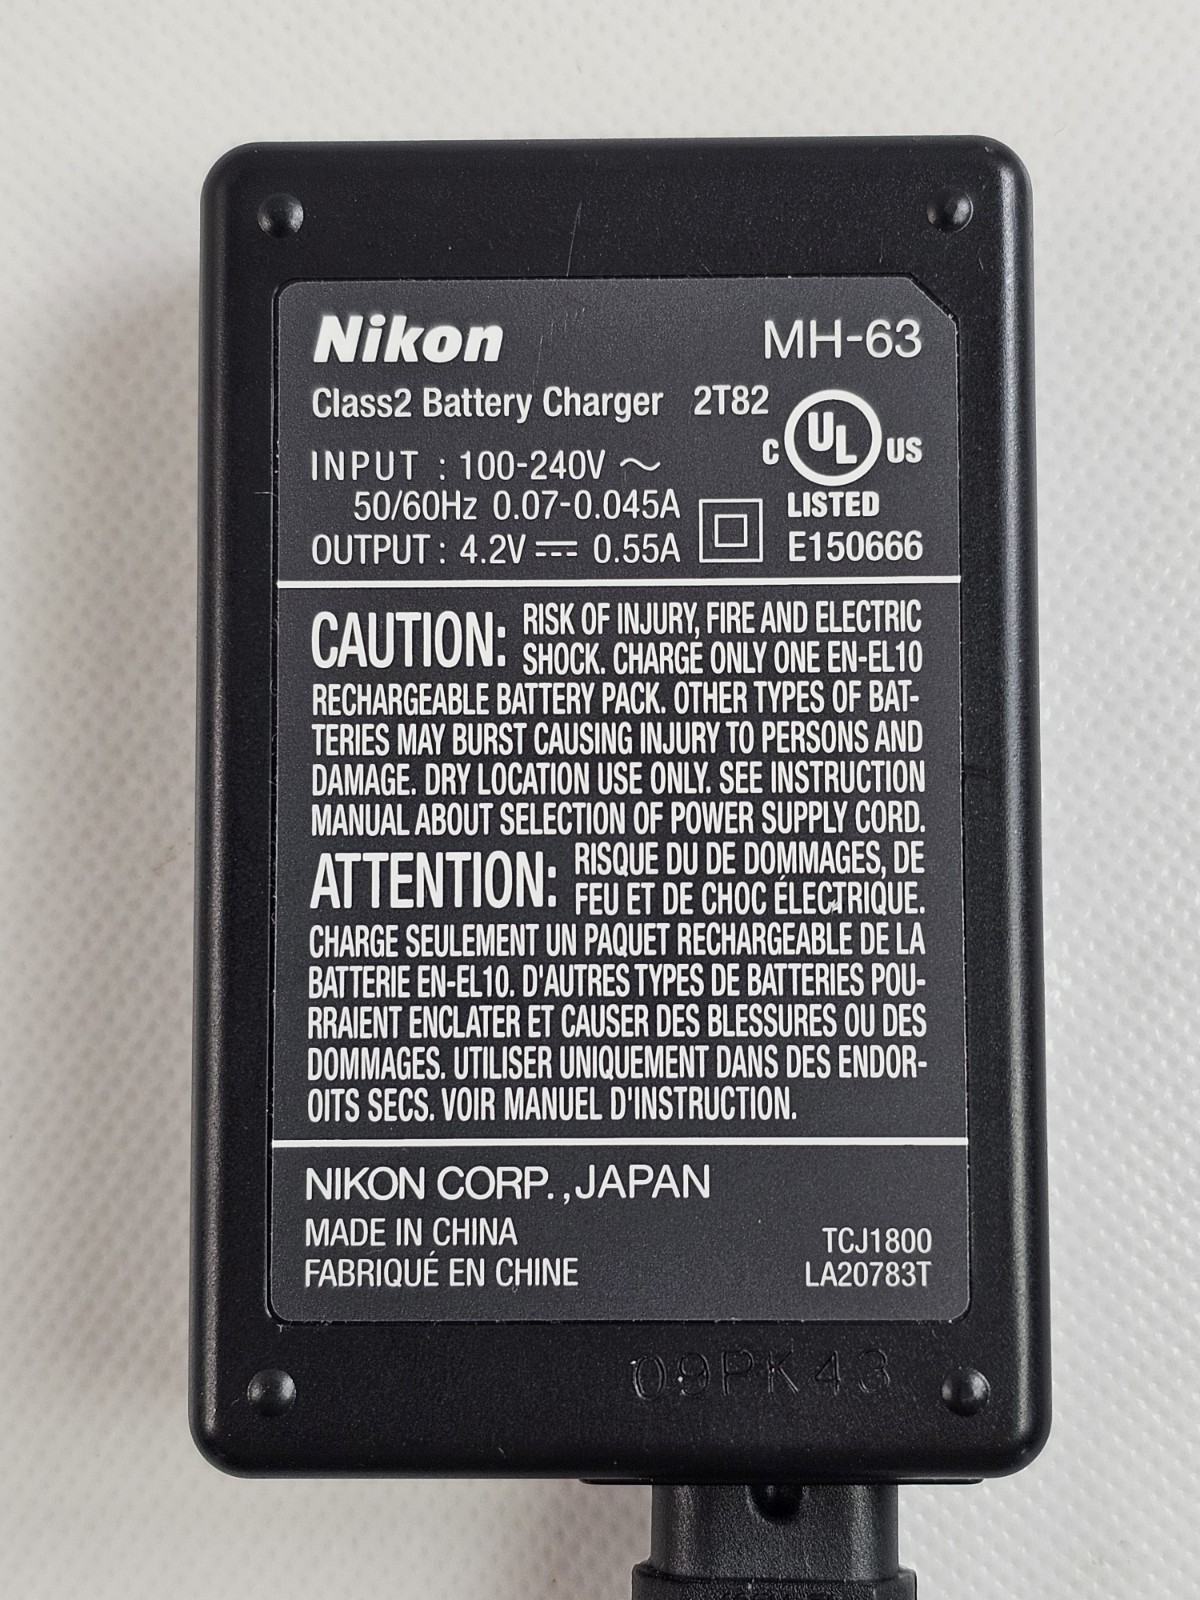 Nikon MH-63
Class2 Battery Charger 2T82
INPUT : 100-240V ~
50/60Hz 0.07-0.045A
OUTPUT : 4.2V ⎓ 0.55A
C UL US
LISTED
E150666
CAUTION: RISK OF INJURY, FIRE AND ELECTRIC
SHOCK. CHARGE ONLY ONE EN-EL10
RECHARGEABLE BATTERY PACK. OTHER TYPES OF BAT-
TERIES MAY BURST CAUSING INJURY TO PERSONS AND
DAMAGE. DRY LOCATION USE ONLY. SEE INSTRUCTION
MANUAL ABOUT SELECTION OF POWER SUPPLY CORD.
ATTENTION: RISQUE DU DE DOMMAGES, DE
FEU ET DE CHOC ÉLECTRIQUE.
CHARGE SEULEMENT UN PAQUET RECHARGEABLE DE LA
BATTERIE EN-EL10. D'AUTRES TYPES DE BATTERIES POU-
RRAIENT ENCLATER ET CAUSER DES BLESSURES OU DES
DOMMAGES. UTILISER UNIQUEMENT DANS DES ENDOR-
OITS SECS. VOIR MANUEL D'INSTRUCTION.
NIKON CORP.,JAPAN
MADE IN CHINA
FABRIQUÉ EN CHINE
TCJ1800
LA20783T
09PK43